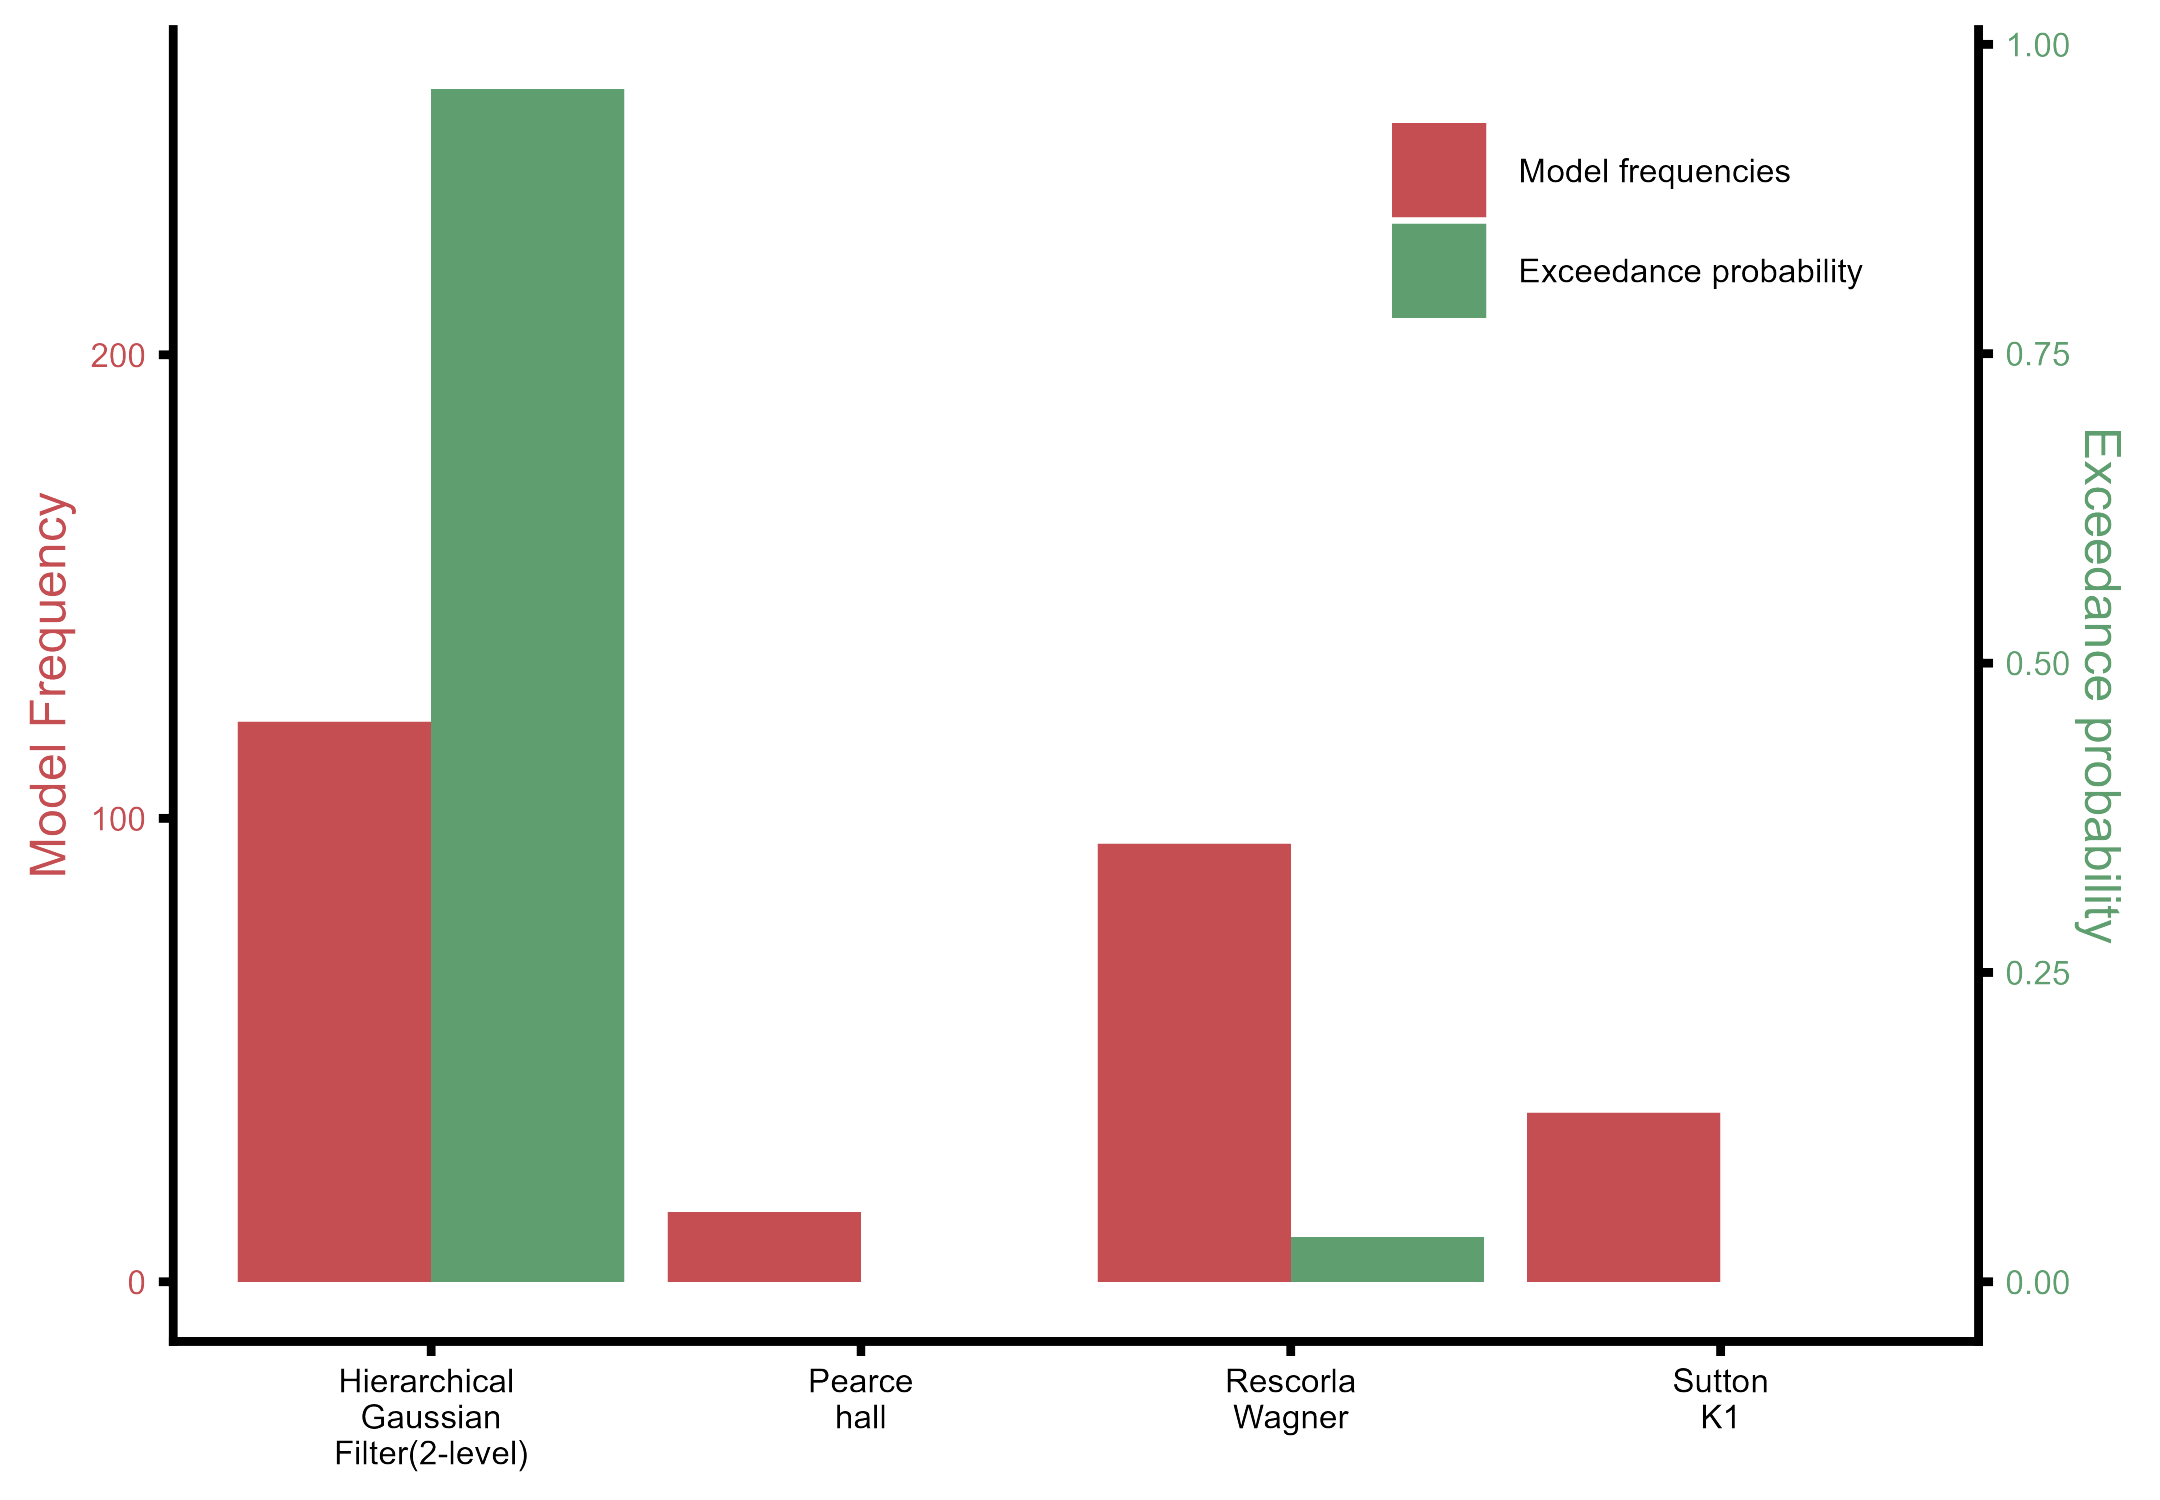 Model Frequency
200
100
0
Model frequencies
Exceedance probability
1.00
0.75
0.50
0.25
0.00
Exceedance probability
Hierarchical
Gaussian
Filter(2-level)
Pearce
hall
Rescorla
Wagner
Sutton
K1